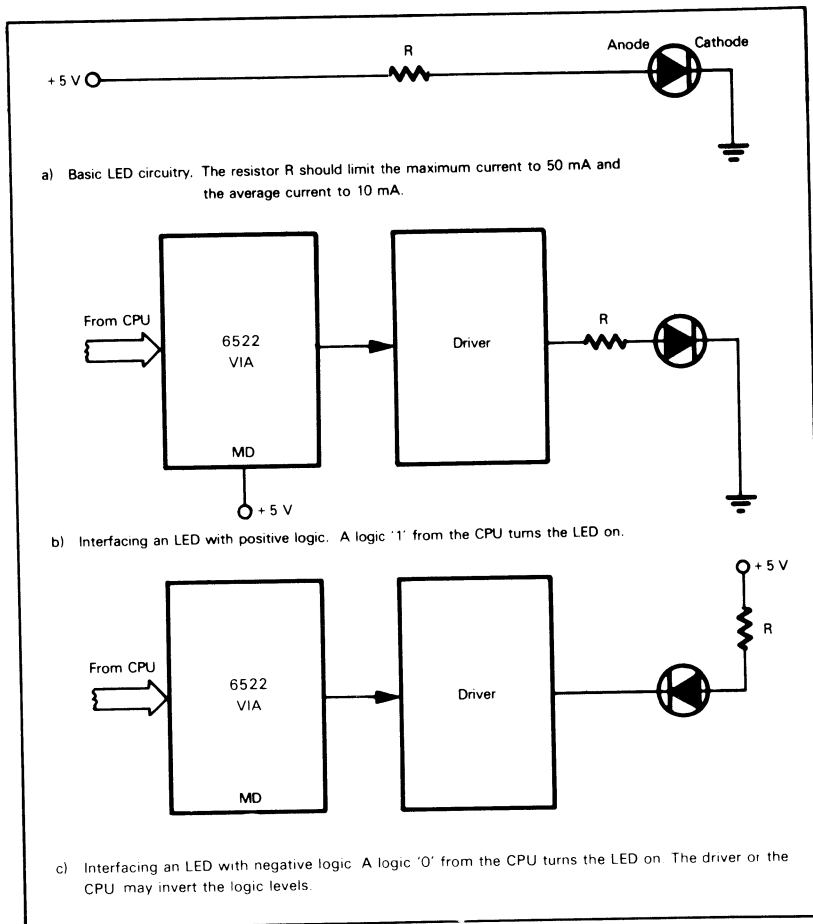 R
Anode
Cathode
+ 5 V
a) Basic LED circuitry. The resistor R should limit the maximum current to 50 mA and
the average current to 10 mA.
From CPU
6522
VIA
MD
+ 5 V
Driver
R
b) Interfacing an LED with positive logic. A logic '1' from the CPU turns the LED on.
+ 5 V
R
From CPU
6522
VIA
MD
Driver
c) Interfacing an LED with negative logic A logic '0' from the CPU turns the LED on The driver or the
CPU may invert the logic levels.